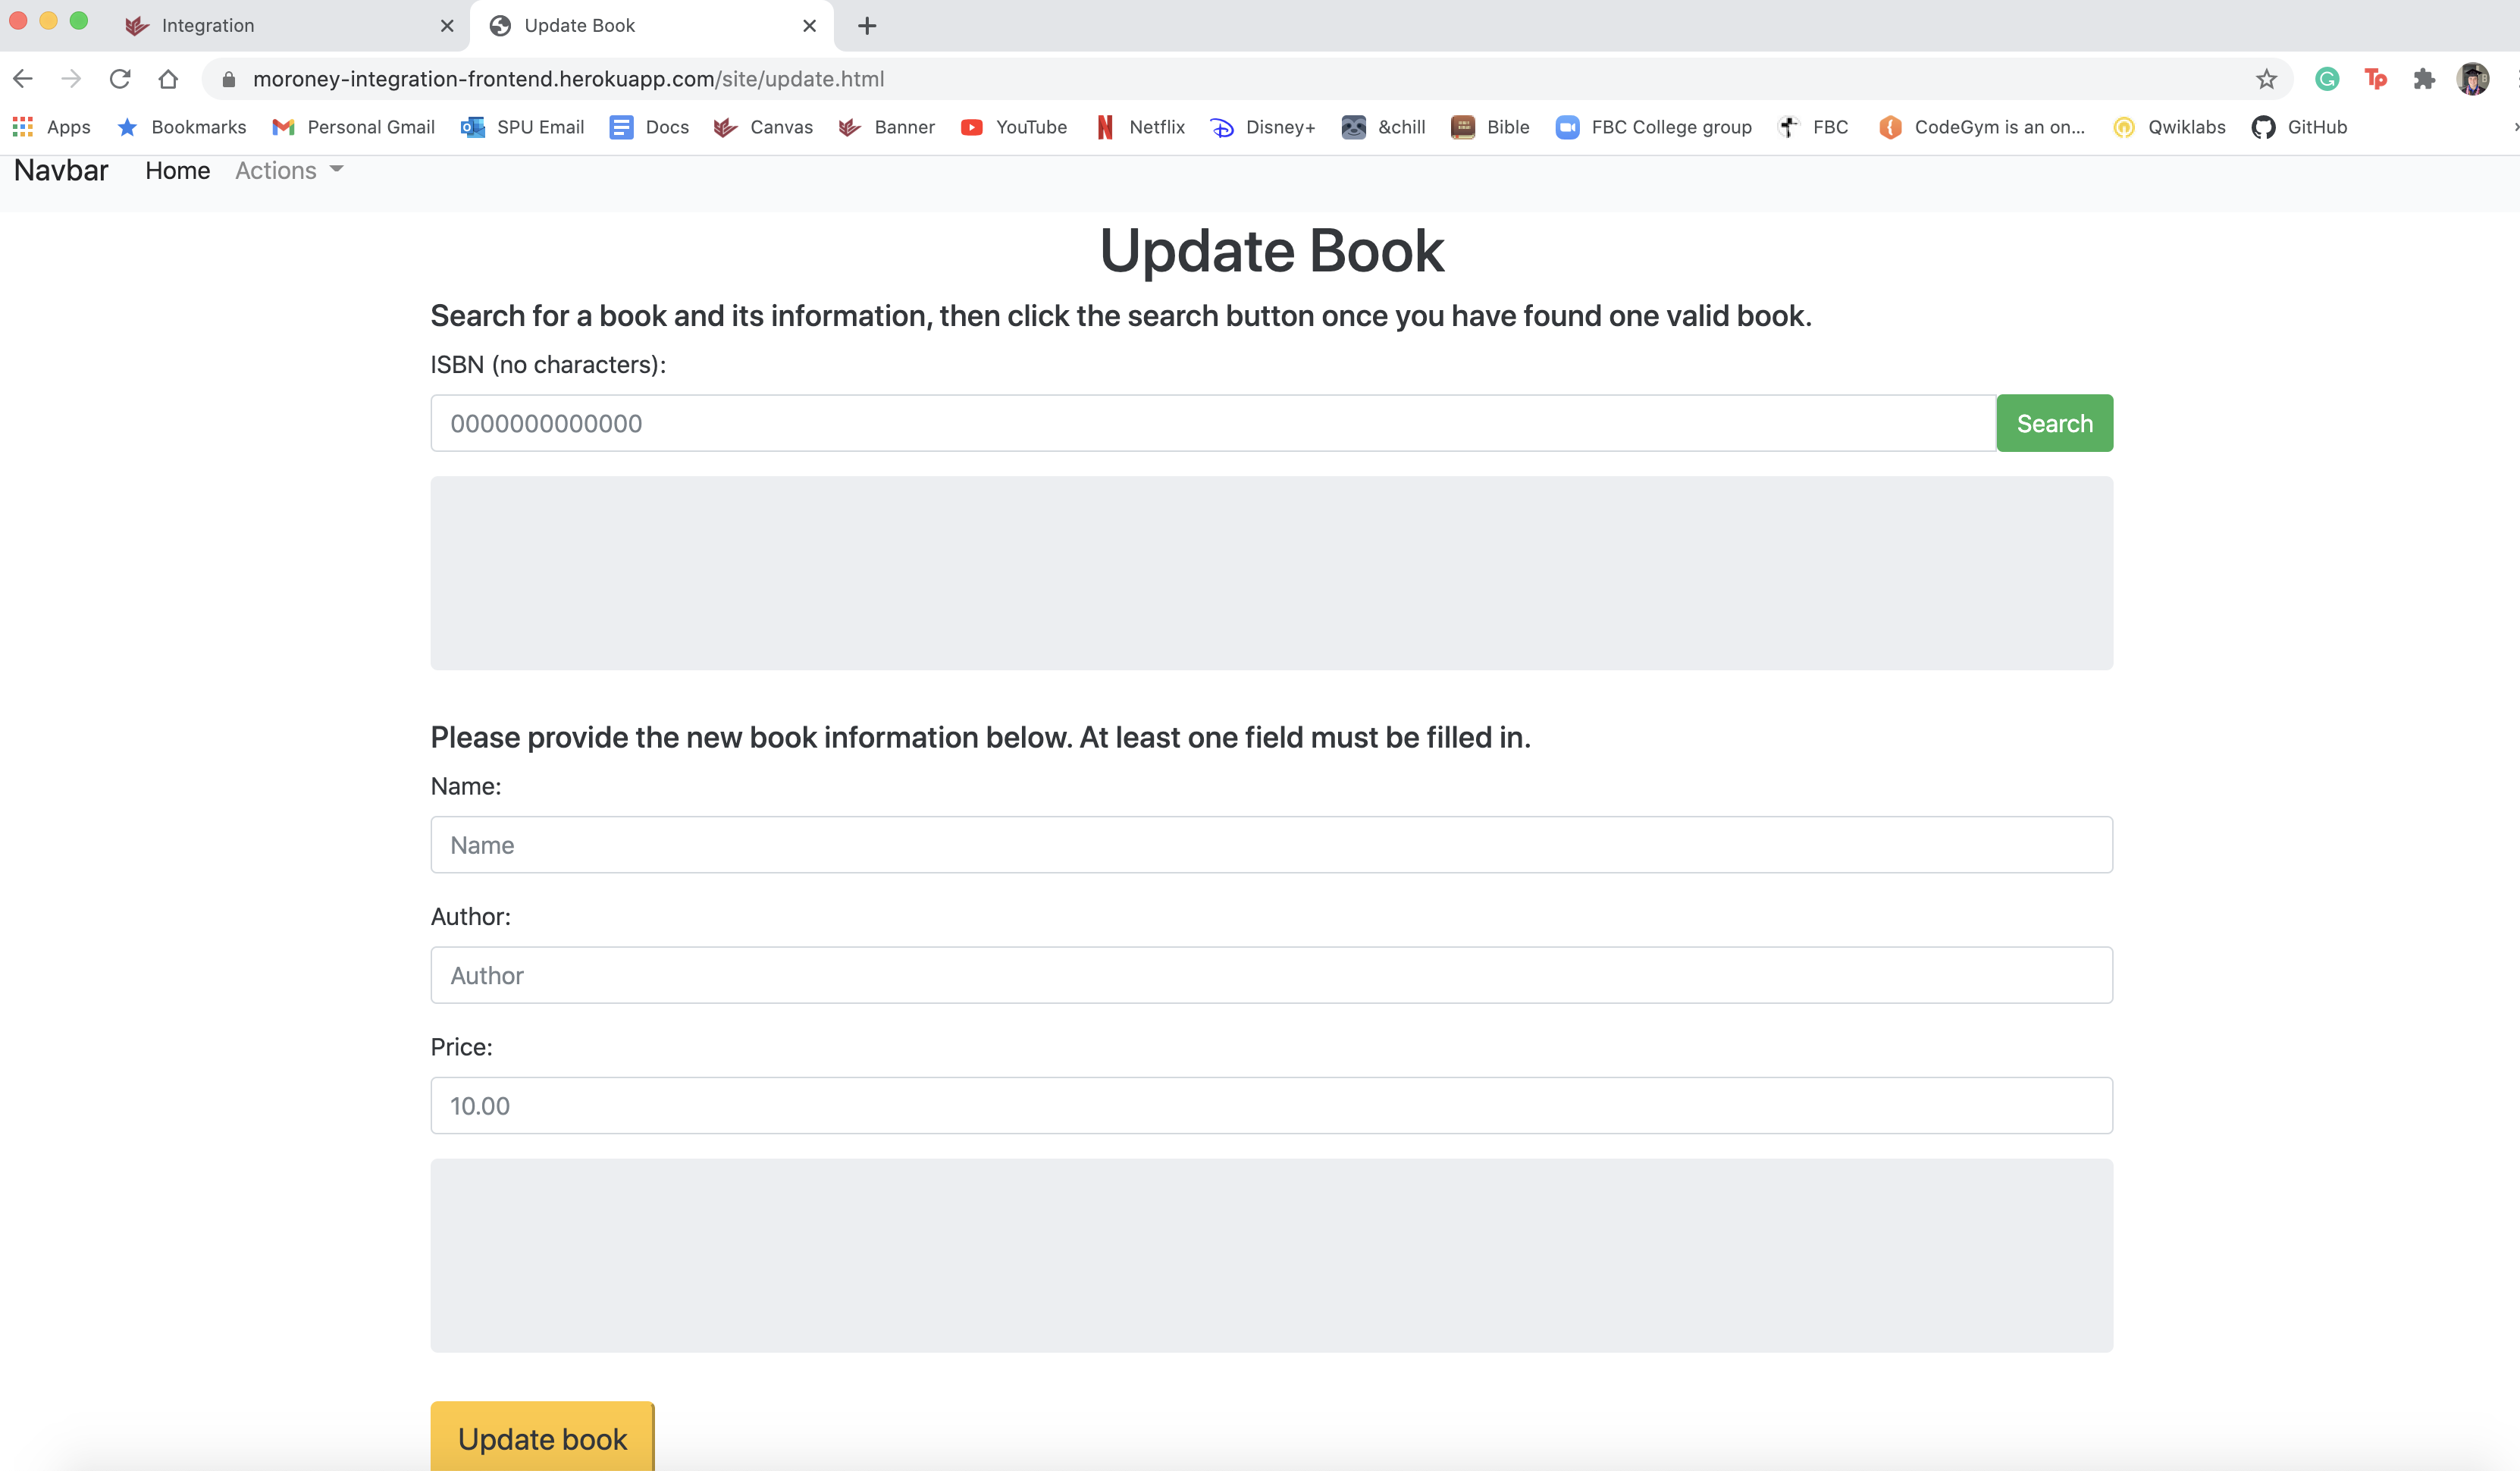 Integration
Update Book
moroney-integration-frontend.herokuapp.com/site/update.html
Apps Bookmarks Personal Gmail SPU Email Docs Canvas Banner YouTube Netflix Disney+ &chill Bible FBC College group FBC CodeGym is an on... Qwiklabs GitHub
Navbar Home Actions
Update Book
Search for a book and its information, then click the search button once you have found one valid book.
ISBN (no characters):
0000000000000 Search
Please provide the new book information below. At least one field must be filled in.
Name:
Name
Author:
Author
Price:
10.00
Update book